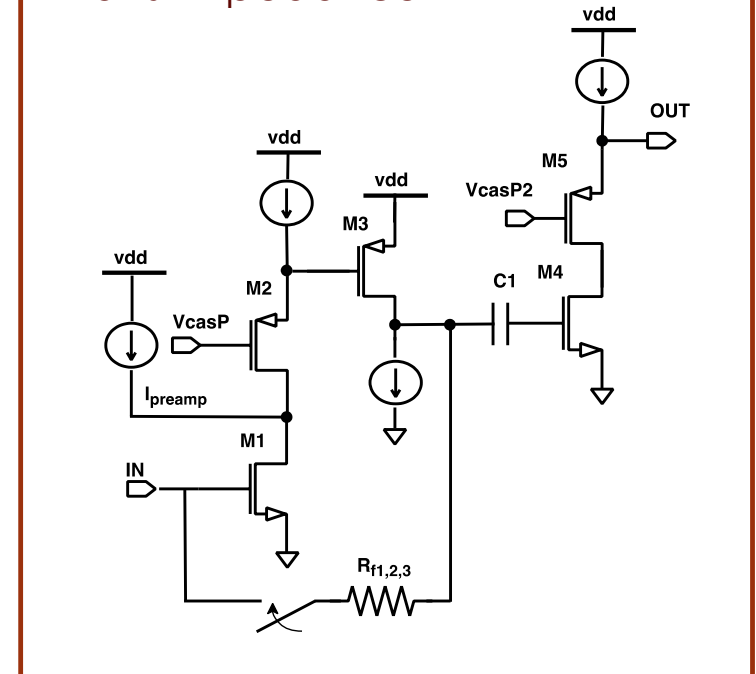 vdd
OUT
M5
vdd
VcasP2
vdd
M3
C1
M4
vdd
M2
VcasP
Ipreamp
M1
IN
Rf1,2,3